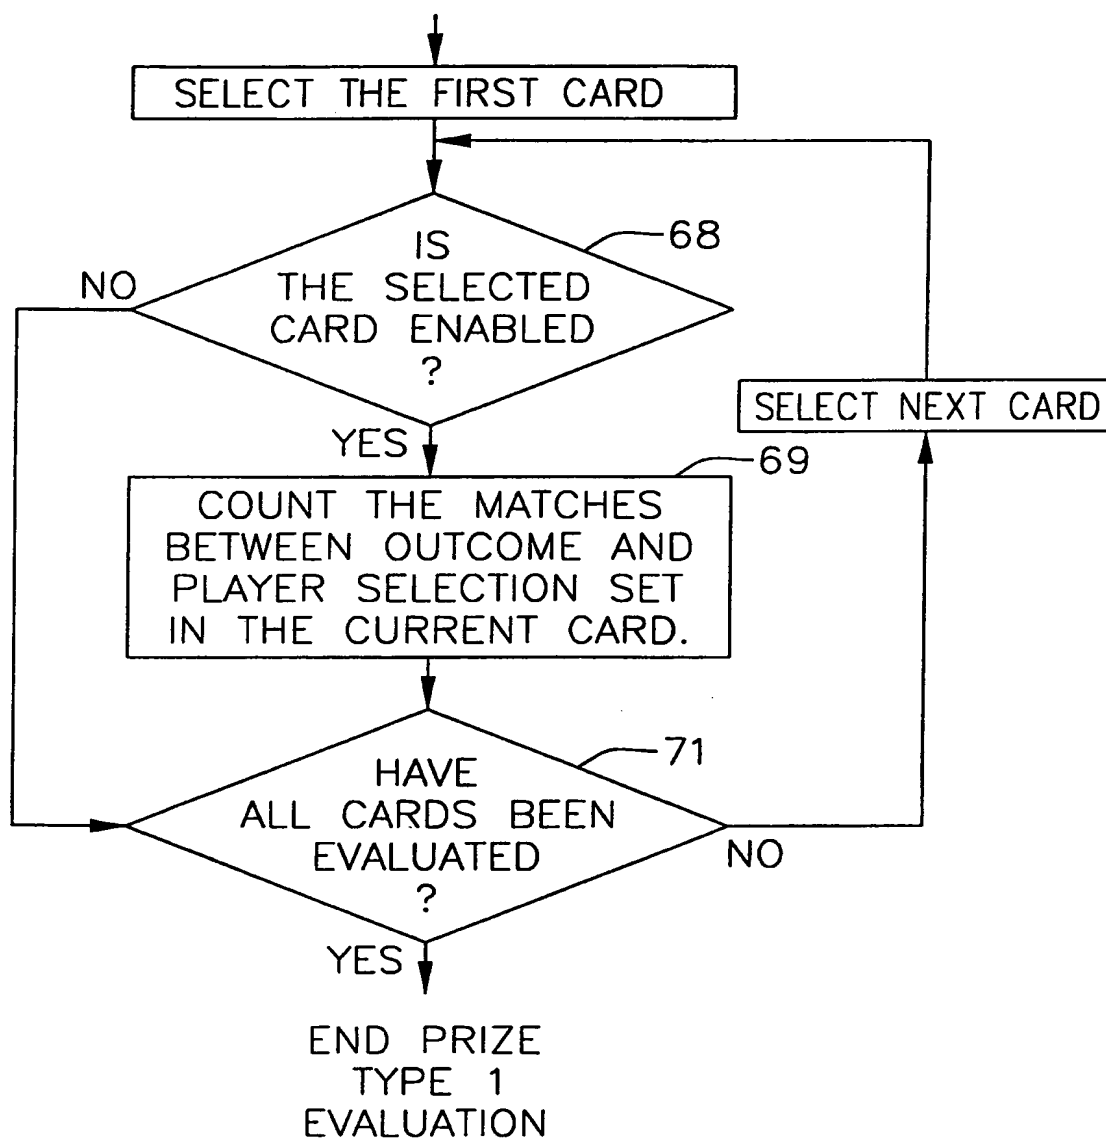 SELECT THE FIRST CARD
68
IS
THE SELECTED
CARD ENABLED
?
NO
YES
SELECT NEXT CARD
69
COUNT THE MATCHES
BETWEEN OUTCOME AND
PLAYER SELECTION SET
IN THE CURRENT CARD.
71
HAVE
ALL CARDS BEEN
EVALUATED
?
NO
YES
END PRIZE
TYPE 1
EVALUATION